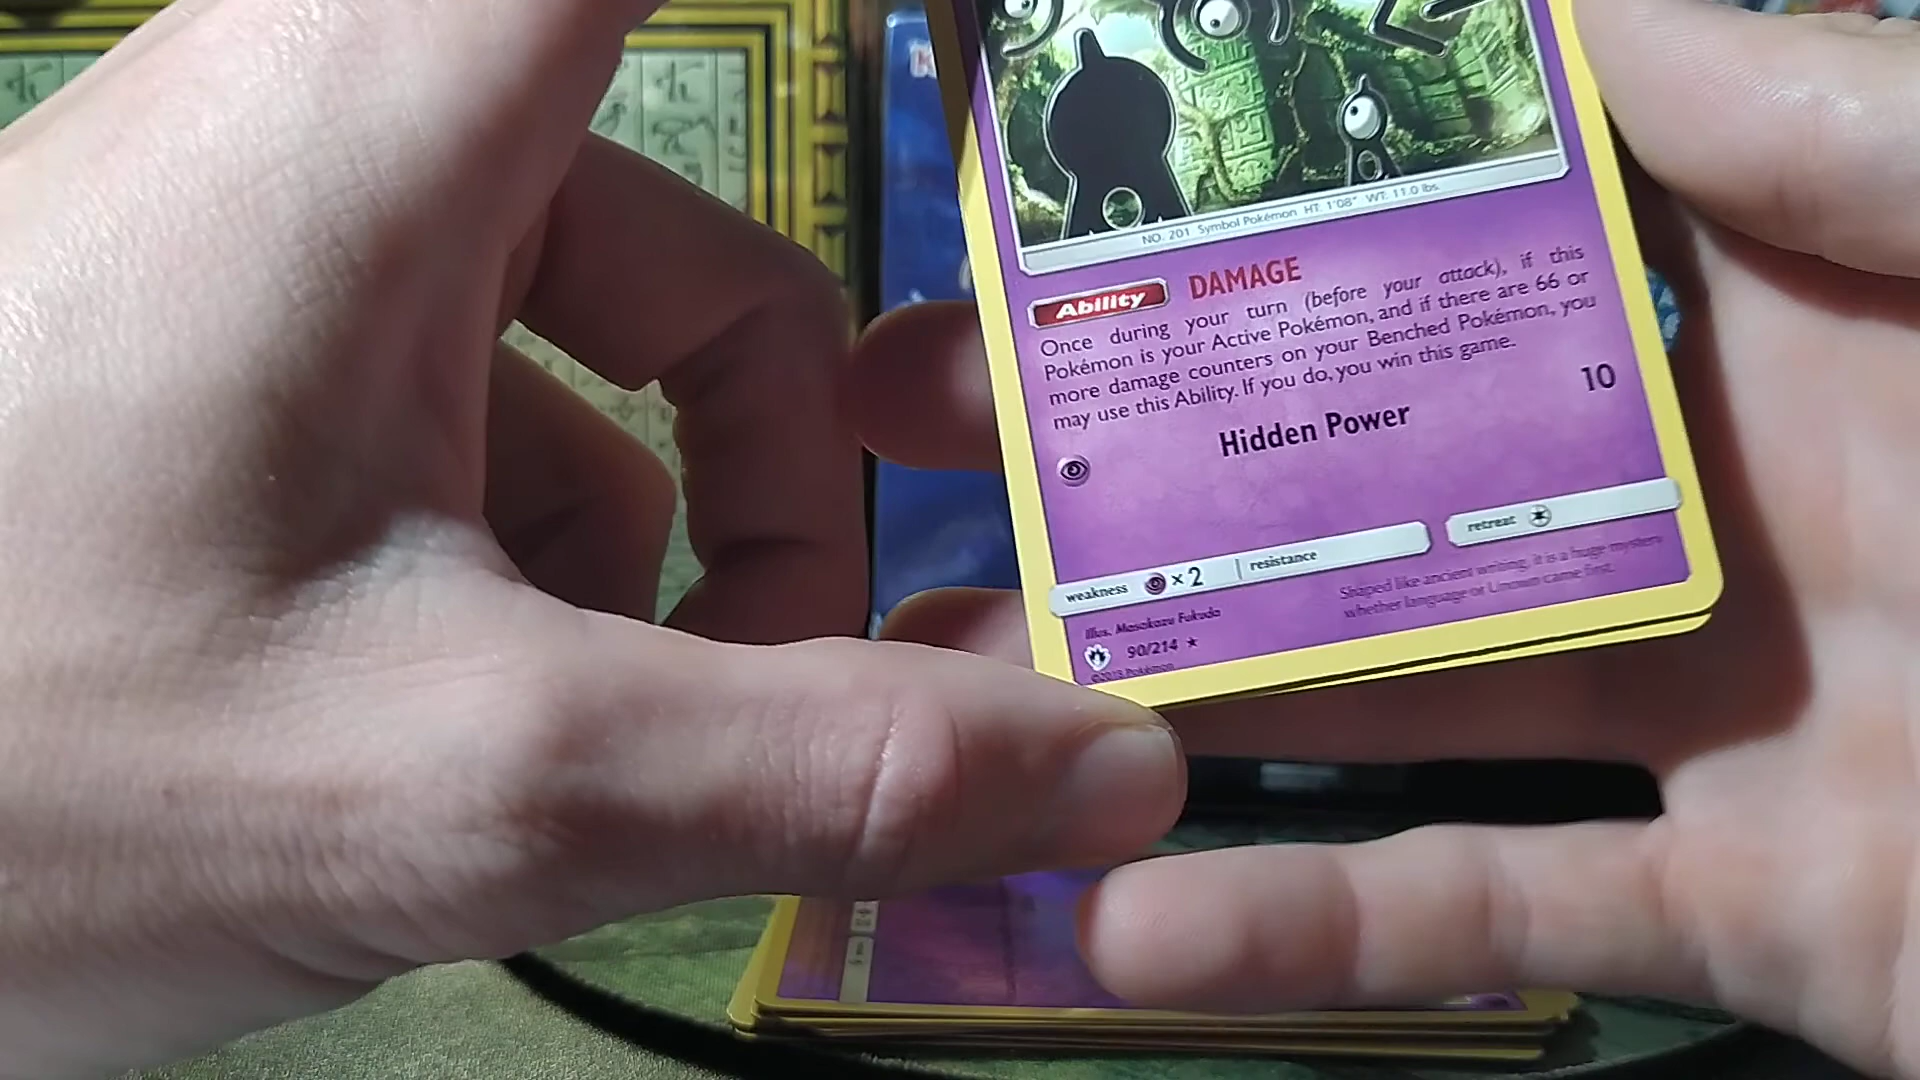 K
NO. 201 Symbol Pokémon HT: 1'08" WT: 11.0 lbs.
Ability DAMAGE
Once during your turn (before your attack), if this
Pokémon is your Active Pokémon, and if there are 66 or
more damage counters on your Benched Pokémon, you
may use this Ability. If you do, you win this game.
Hidden Power 10
weakness ×2 resistance retreat
Shaped like ancient writing, it is a huge mystery
whether language or Unown came first.
Illus. Masakazu Fukuda
90/214 ★
©2019 Pokémon